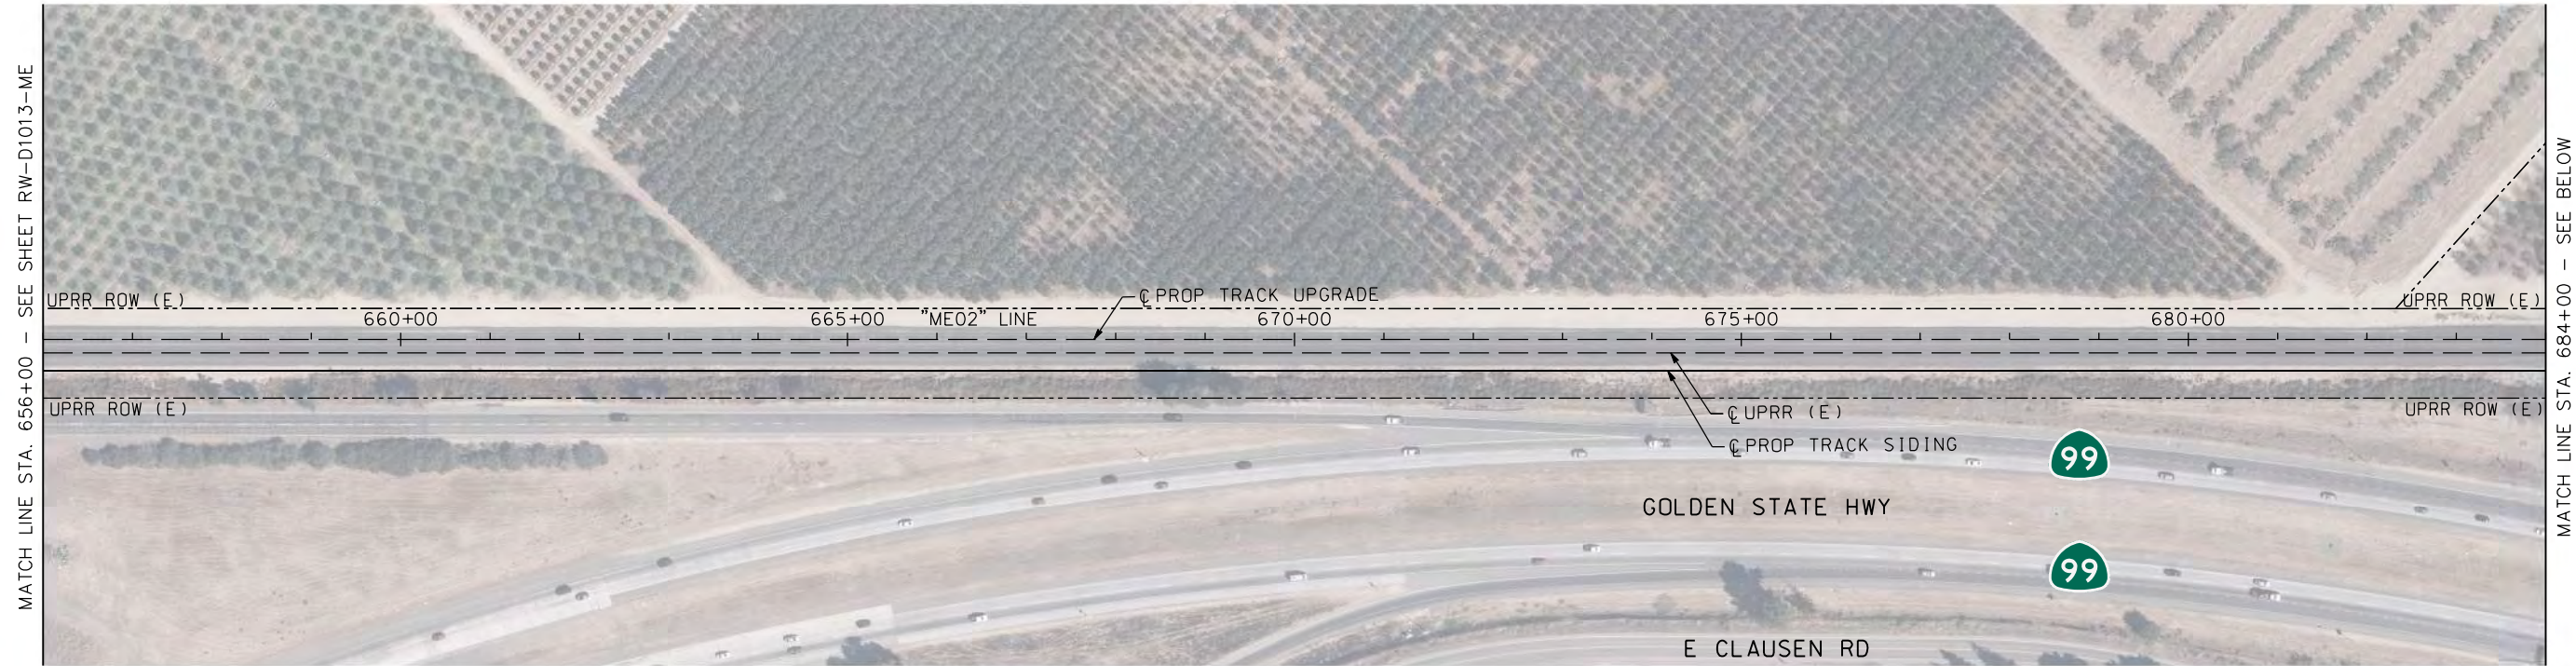 MATCH LINE STA. 656+00 - SEE SHEET RW-D1013-ME
UPRR ROW (E)
℄ PROP TRACK UPGRADE
UPRR ROW (E)
660+00
665+00
"ME02" LINE
670+00
675+00
680+00
UPRR ROW (E)
UPRR ROW (E)
℄ UPRR (E)
℄ PROP TRACK SIDING
99
GOLDEN STATE HWY
99
E CLAUSEN RD
MATCH LINE STA. 684+00 - SEE BELOW